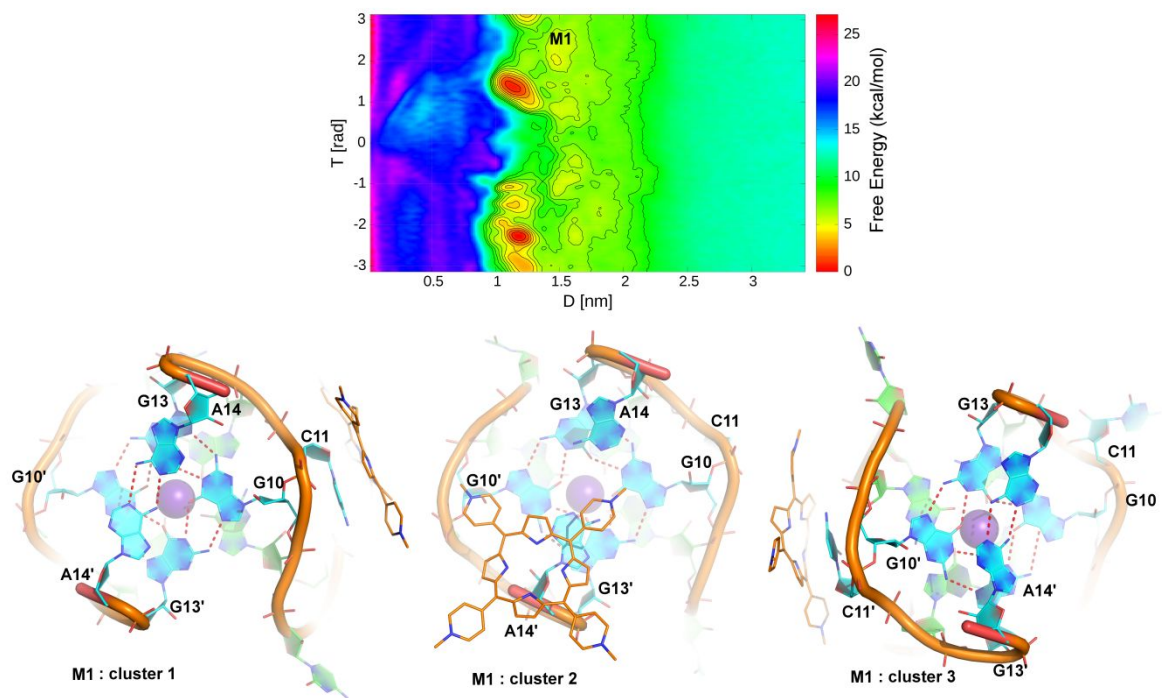 M1
3
2
1
0
-1
-2
-3
T [rad]
0.5
1
1.5
2
2.5
3
D [nm]
25
20
15
10
5
0
Free Energy (kcal/mol)
G13
A14
C11
G10'
G10
A14'
G13'
M1 : cluster 1
G13
A14
C11
G10'
G10
G13'
A14'
M1 : cluster 2
G13
C11
G10
G10'
A14'
C11'
G13'
M1 : cluster 3